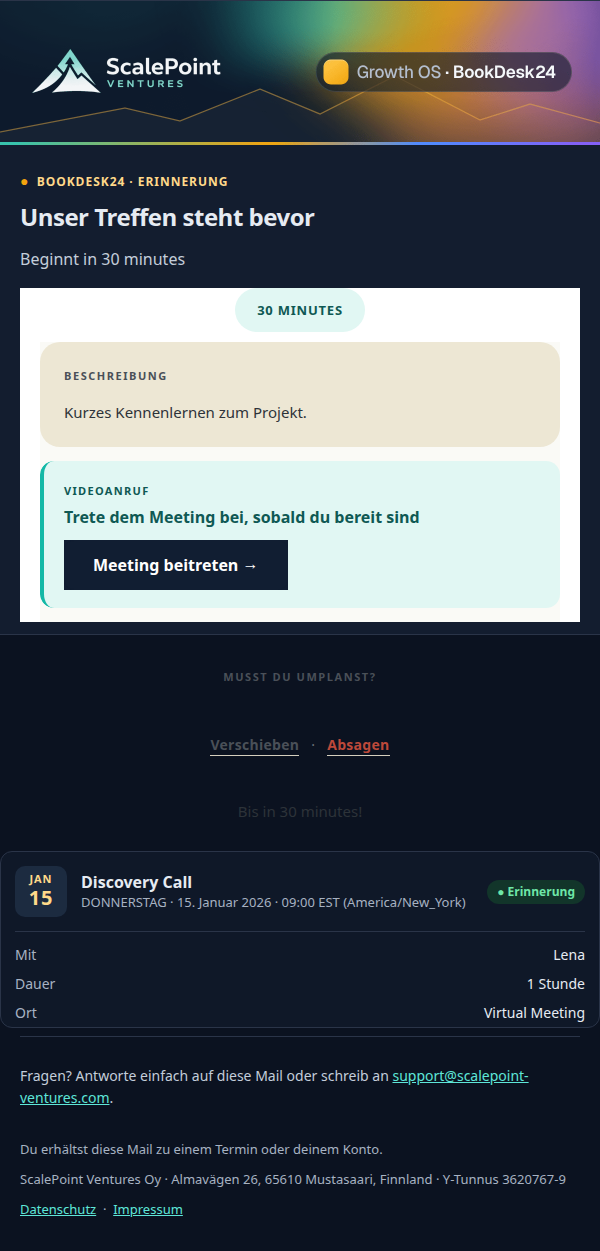 ScalePoint
VENTURES
Growth OS · BookDesk24
● BOOKDESK24 · ERINNERUNG
Unser Treffen steht bevor
Beginnt in 30 minutes
30 MINUTES
BESCHREIBUNG
Kurzes Kennenlernen zum Projekt.
VIDEOANRUF
Trete dem Meeting bei, sobald du bereit sind
Meeting beitreten →
MUSST DU UMPLANST?
Verschieben · Absagen
Bis in 30 minutes!
JAN
15
Discovery Call
DONNERSTAG · 15. Januar 2026 · 09:00 EST (America/New_York)
● Erinnerung
Mit Lena
Dauer 1 Stunde
Ort Virtual Meeting
Fragen? Antworte einfach auf diese Mail oder schreib an support@scalepoint-
ventures.com.
Du erhältst diese Mail zu einem Termin oder deinem Konto.
ScalePoint Ventures Oy · Almavägen 26, 65610 Mustasaari, Finnland · Y-Tunnus 3620767-9
Datenschutz · Impressum